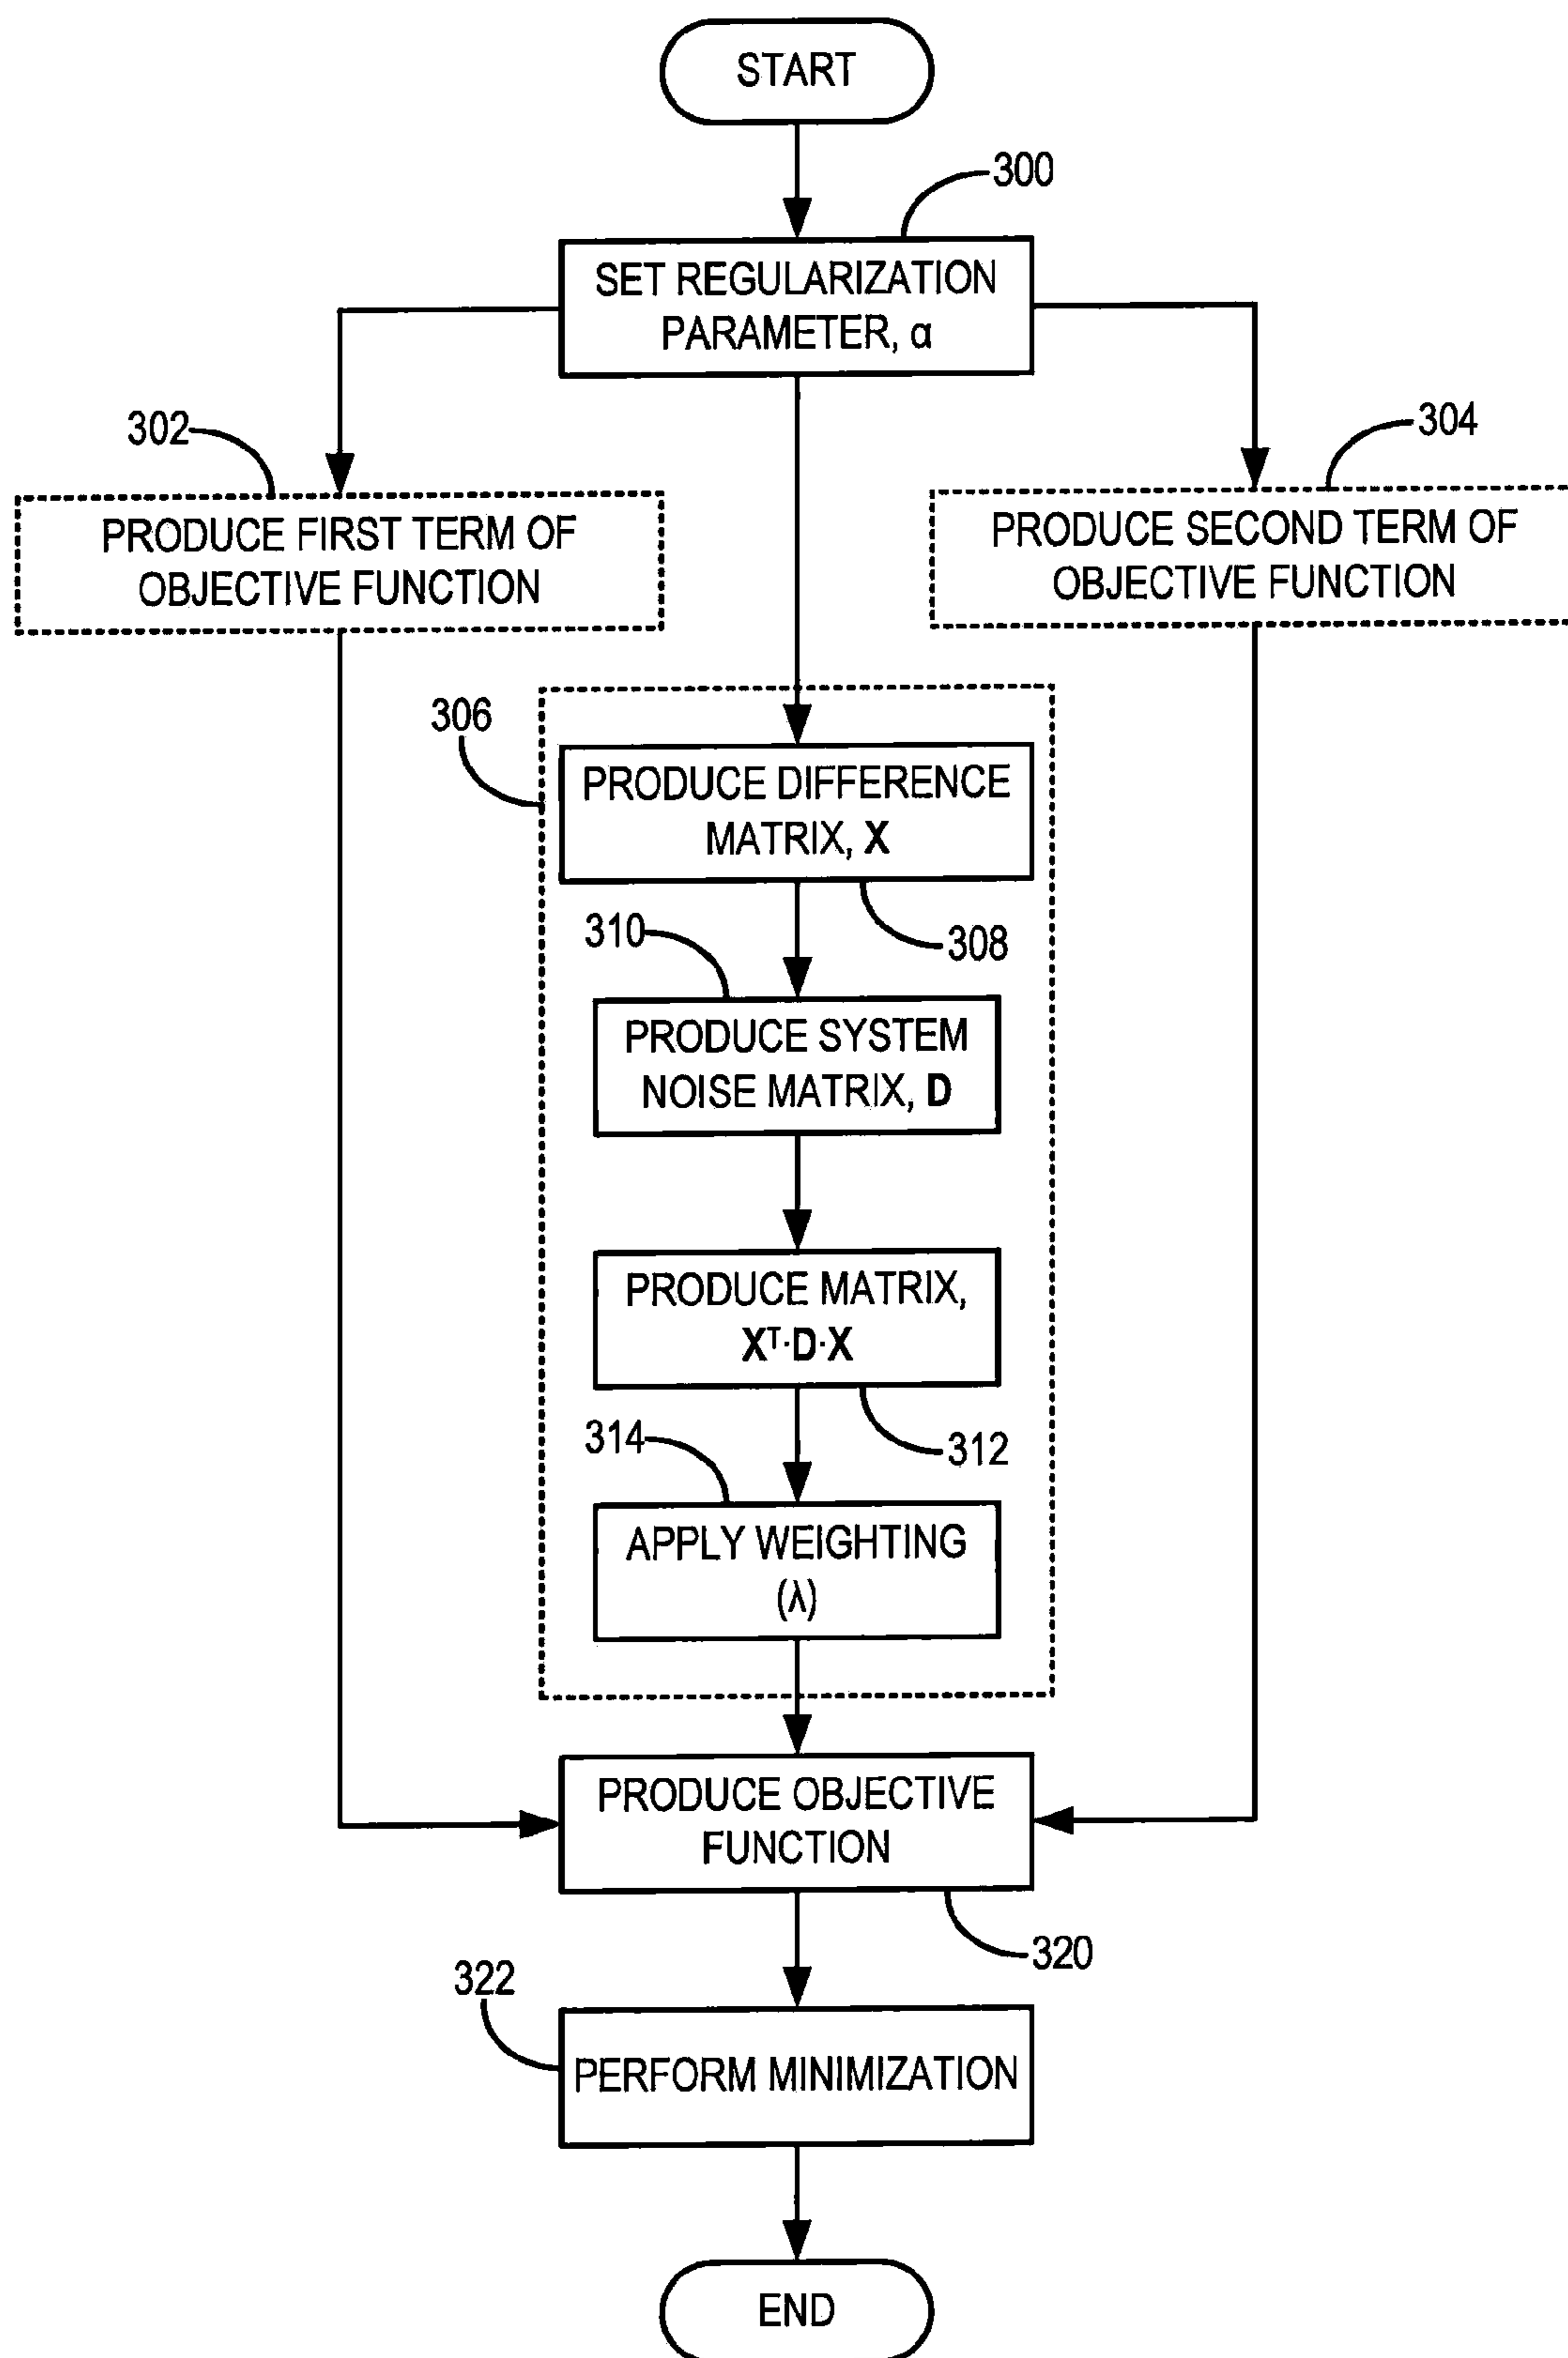 START
300
SET REGULARIZATION
PARAMETER, α
302
304
PRODUCE FIRST TERM OF
OBJECTIVE FUNCTION
PRODUCE SECOND TERM OF
OBJECTIVE FUNCTION
306
PRODUCE DIFFERENCE
MATRIX, X
308
310
PRODUCE SYSTEM
NOISE MATRIX, D
PRODUCE MATRIX,
Xᵀ·D·X
312
314
APPLY WEIGHTING
(λ)
PRODUCE OBJECTIVE
FUNCTION
320
322
PERFORM MINIMIZATION
END